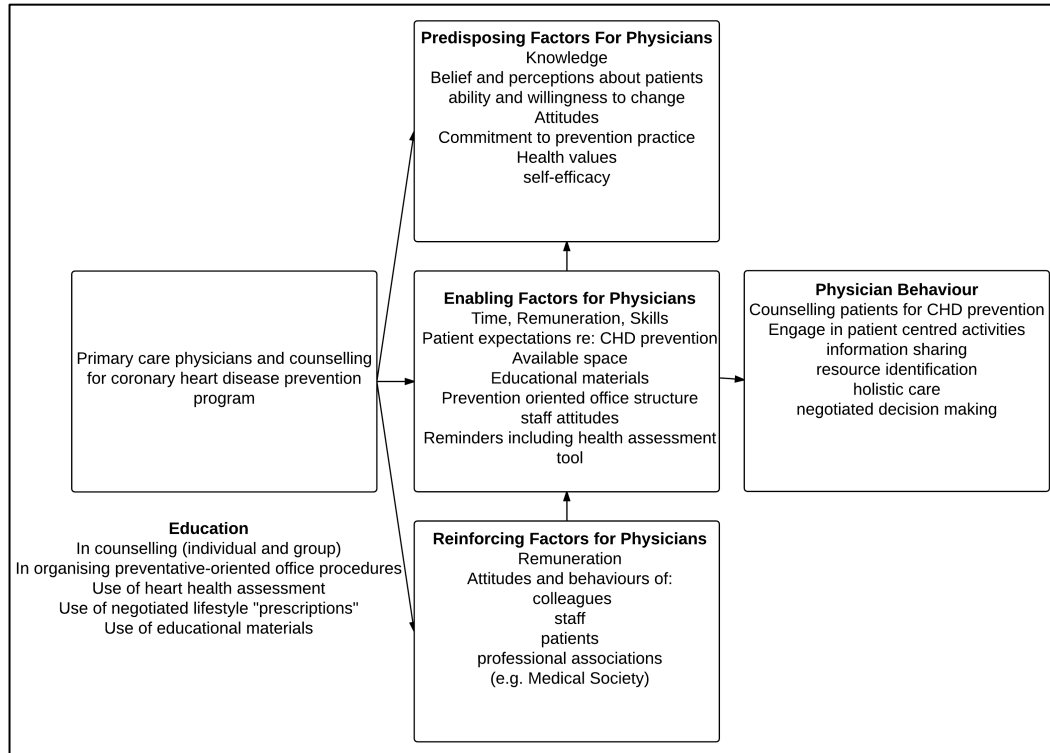 Predisposing Factors For Physicians
Knowledge
Belief and perceptions about patients
ability and willingness to change
Attitudes
Commitment to prevention practice
Health values
self-efficacy
Primary care physicians and counselling
for coronary heart disease prevention
program
Enabling Factors for Physicians
Time, Remuneration, Skills
Patient expectations re: CHD prevention
Available space
Educational materials
Prevention oriented office structure
staff attitudes
Reminders including health assessment
tool
Physician Behaviour
Counselling patients for CHD prevention
Engage in patient centred activities
information sharing
resource identification
holistic care
negotiated decision making
Education
In counselling (individual and group)
In organising preventative-oriented office procedures
Use of heart health assessment
Use of negotiated lifestyle "prescriptions"
Use of educational materials
Reinforcing Factors for Physicians
Remuneration
Attitudes and behaviours of:
colleagues
staff
patients
professional associations
(e.g. Medical Society)